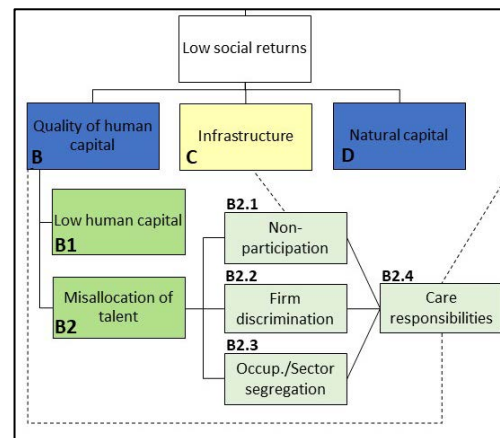 Low social returns
Quality of human
capital
B
Infrastructure
C
Natural capital
D
Low human capital
B1
Misallocation of
talent
B2
B2.1
Non-
participation
B2.2
Firm
discrimination
B2.3
Occup./Sector
segregation
B2.4
Care
responsibilities